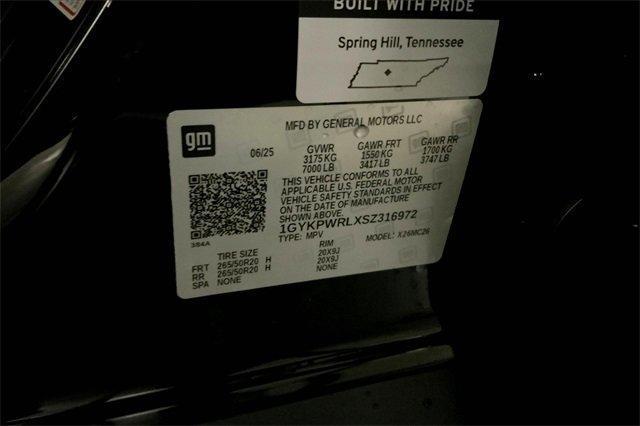 BUILT WITH PRIDE
Spring Hill, Tennessee
gm
MFD BY GENERAL MOTORS LLC
06/25 GVWR GAWR FRT GAWR RR
3175 KG 1550 KG 1700 KG
7000 LB 3417 LB 3747 LB
THIS VEHICLE CONFORMS TO ALL
APPLICABLE U.S. FEDERAL MOTOR
VEHICLE SAFETY STANDARDS IN EFFECT
ON THE DATE OF MANUFACTURE
SHOWN ABOVE.
1GYKPWRLXSZ316972
TYPE: MPV MODEL: X26MC26
384A
TIRE SIZE RIM
FRT 265/50R20 H 20X9J
RR 265/50R20 H 20X9J
SPA NONE NONE